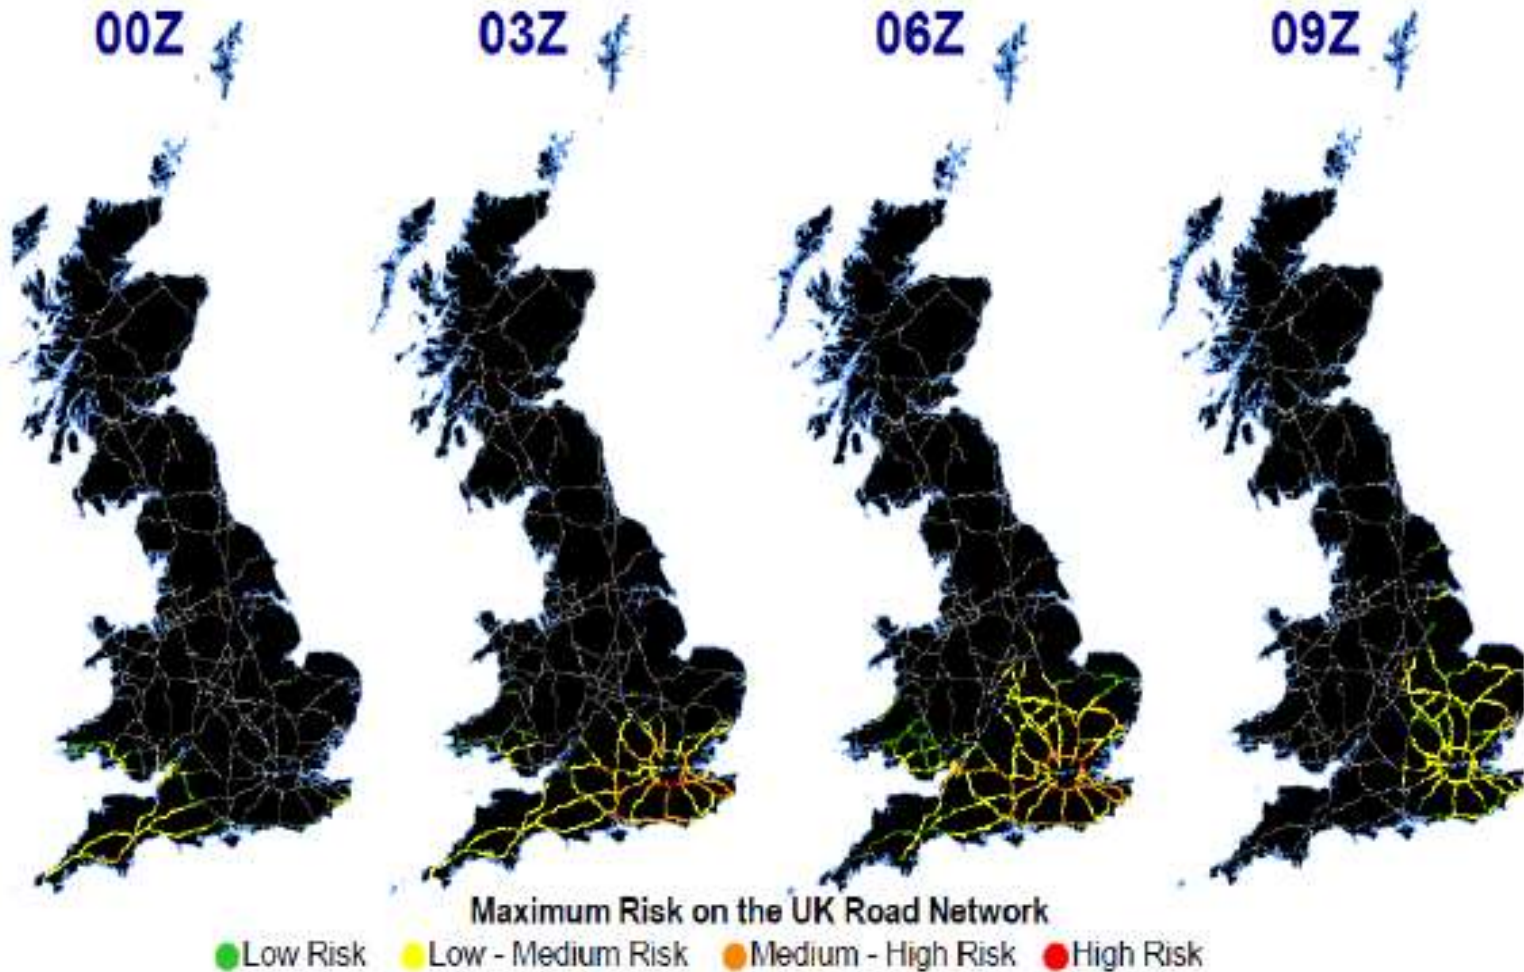 00Z 03Z 06Z 09Z
Maximum Risk on the UK Road Network
Low Risk Low - Medium Risk Medium - High Risk High Risk